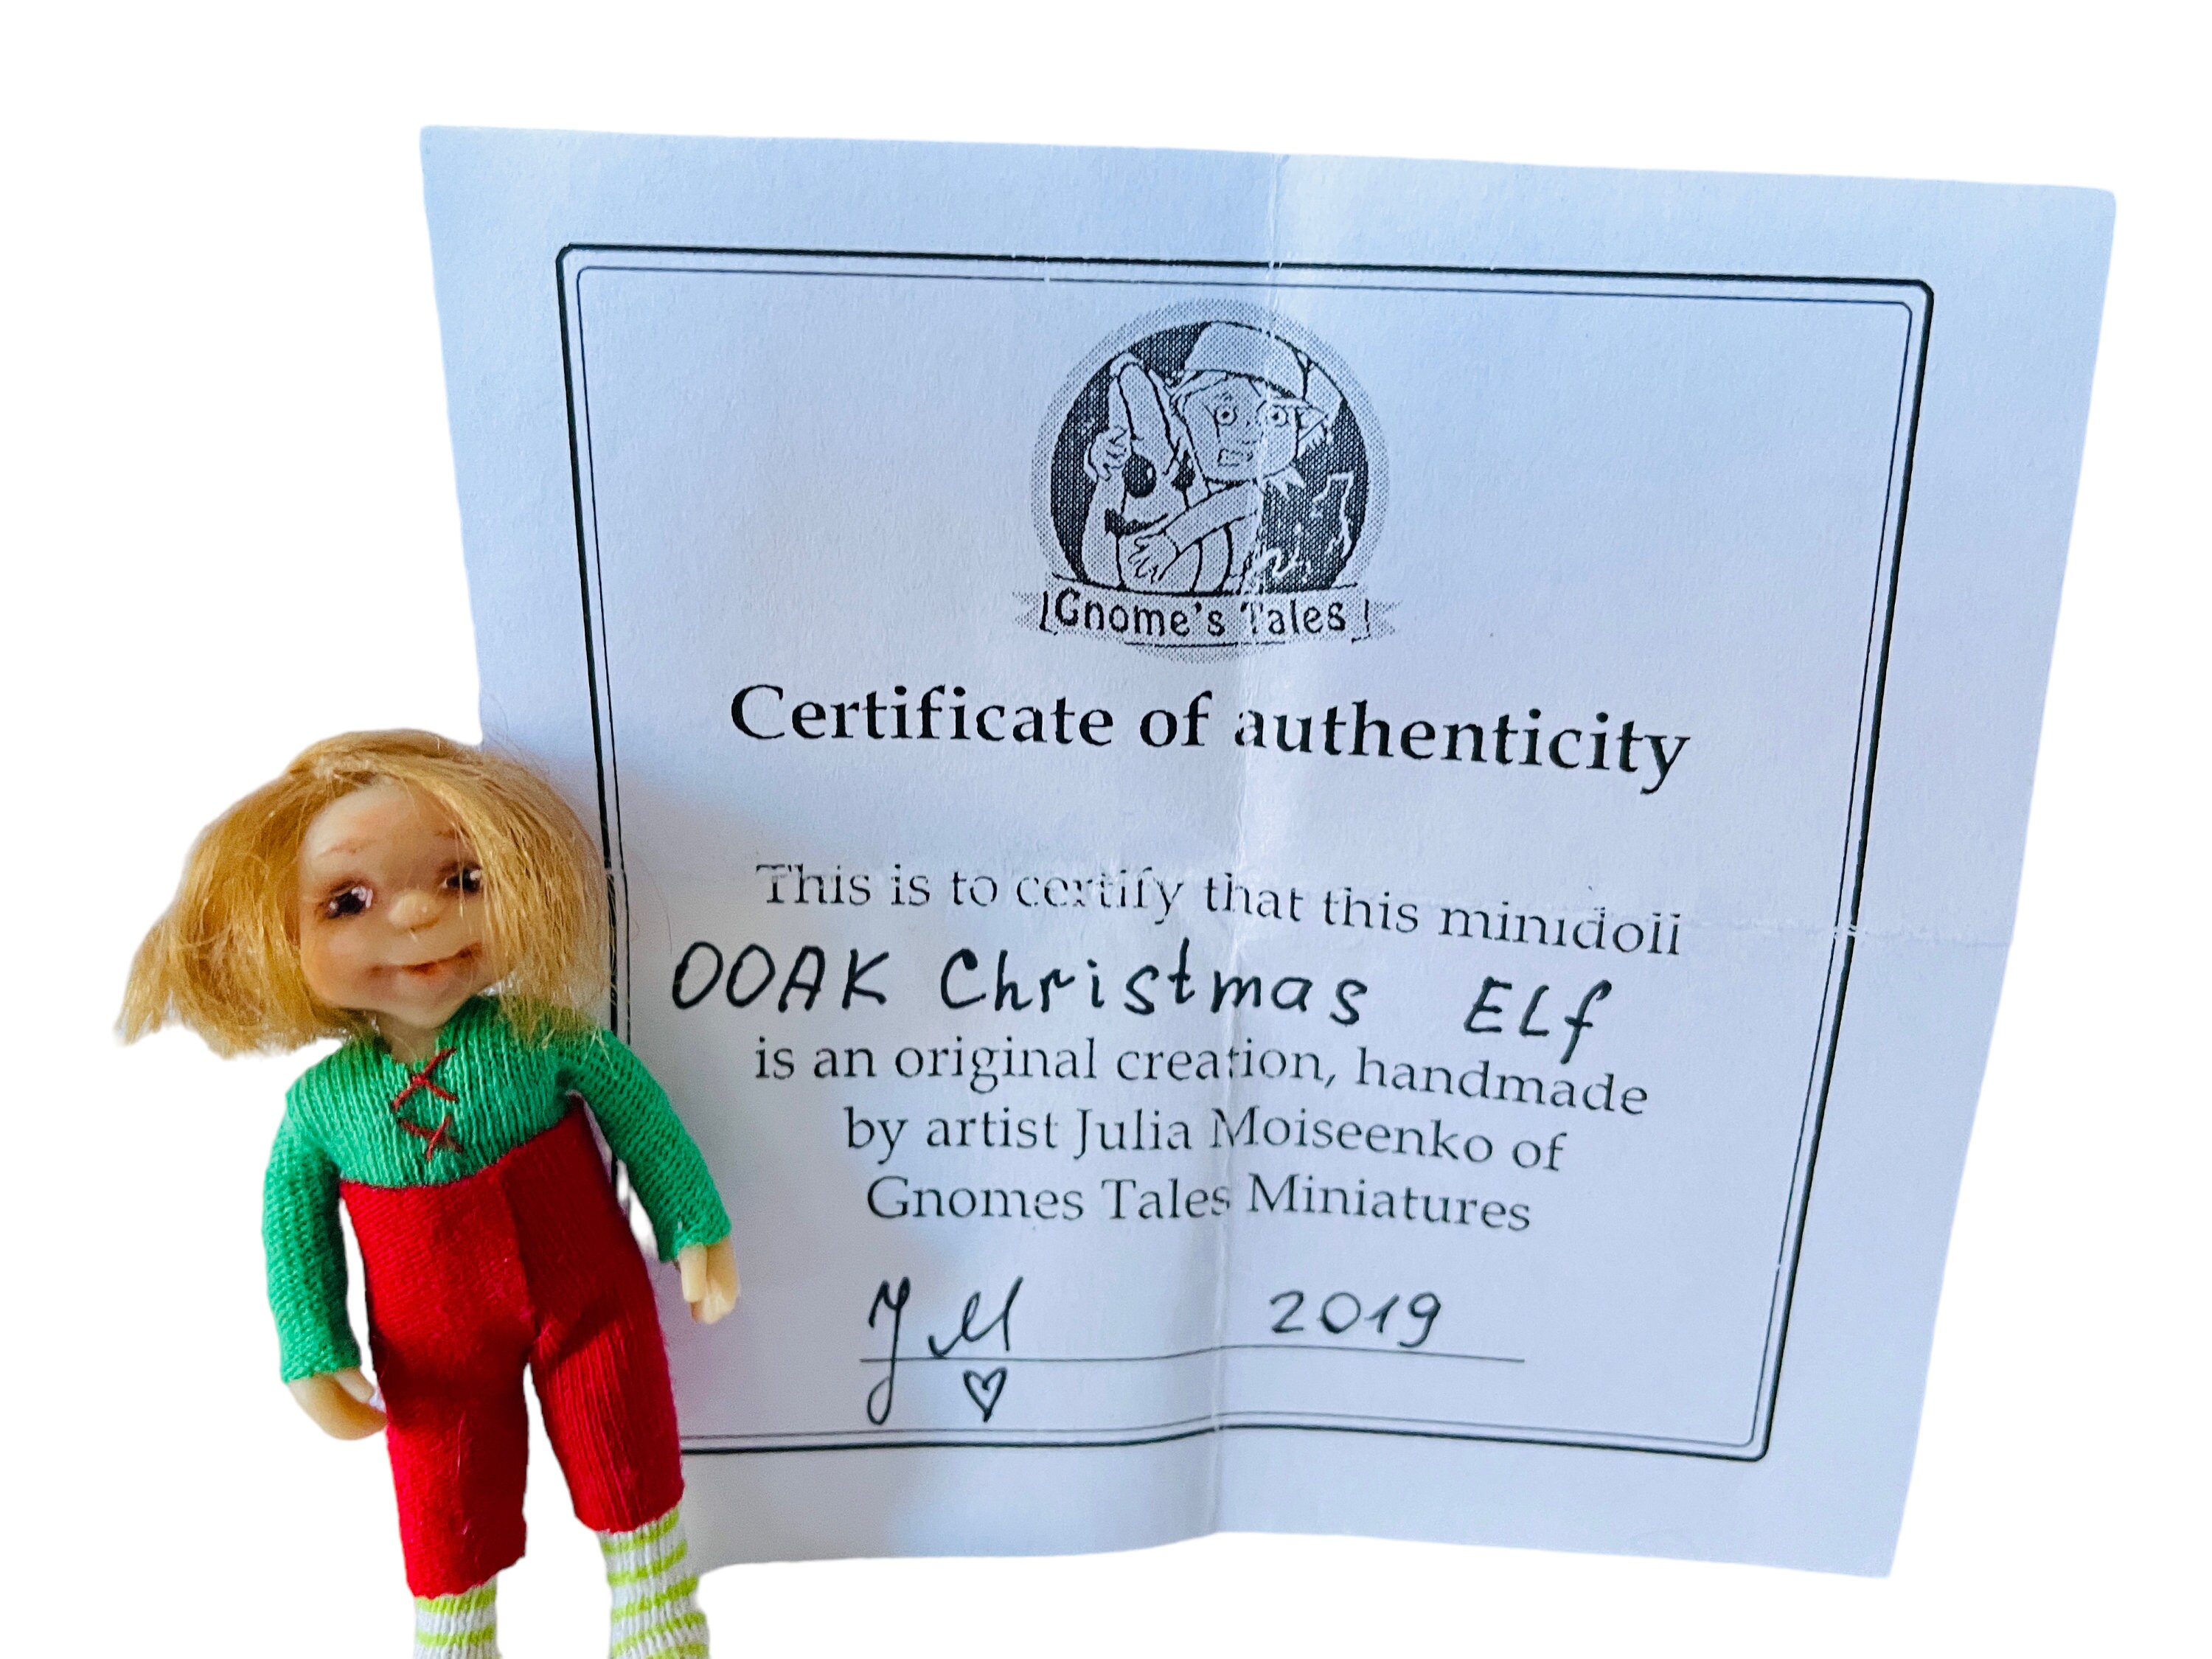 Gnome's Tales
Certificate of authenticity
This is to certify that this minidoll
OOAK Christmas Elf
is an original creation, handmade
by artist Julia Moiseenko of
Gnomes Tales Miniatures
JM 2019